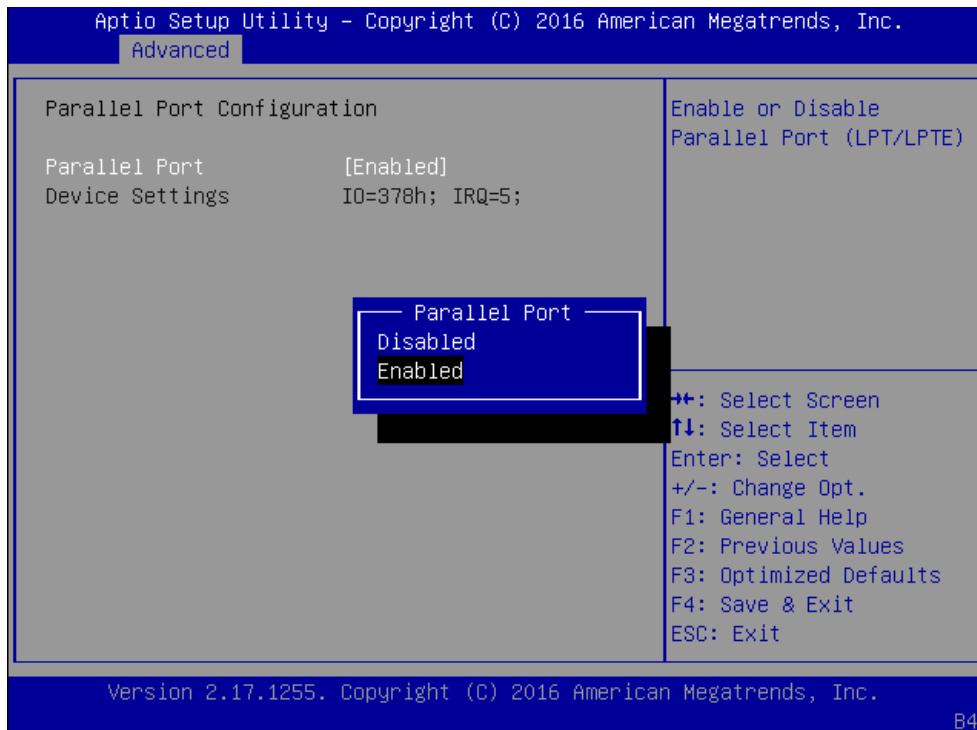 Aptio Setup Utility – Copyright (C) 2016 American Megatrends, Inc.
Advanced
Parallel Port Configuration
Parallel Port [Enabled]
Device Settings IO=378h; IRQ=5;
Parallel Port
Disabled
Enabled
Enable or Disable
Parallel Port (LPT/LPTE)
→←: Select Screen
↑↓: Select Item
Enter: Select
+/-: Change Opt.
F1: General Help
F2: Previous Values
F3: Optimized Defaults
F4: Save & Exit
ESC: Exit
Version 2.17.1255. Copyright (C) 2016 American Megatrends, Inc.
B4